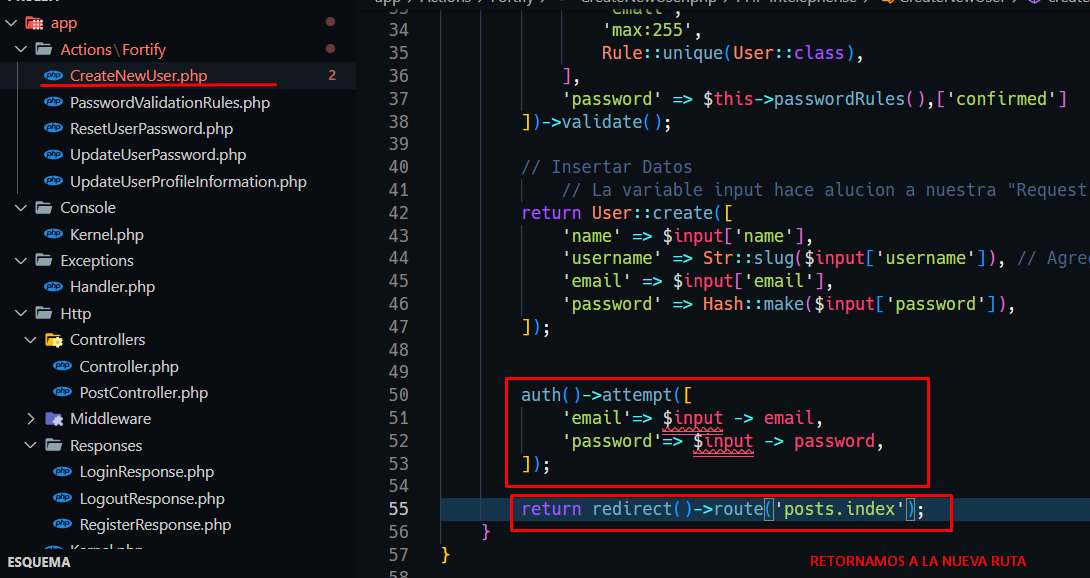 app
Actions\Fortify
CreateNewUser.php 2
PasswordValidationRules.php
ResetUserPassword.php
UpdateUserPassword.php
UpdateUserProfileInformation.php
Console
Kernel.php
Exceptions
Handler.php
Http
Controllers
Controller.php
PostController.php
Middleware
Responses
LoginResponse.php
LogoutResponse.php
RegisterResponse.php
Kernel.php
ESQUEMA
33 'email',
34 'max:255',
35 Rule::unique(User::class),
36 ],
37 'password' => $this->passwordRules(),['confirmed']
38 ])->validate();
39
40 // Insertar Datos
41 // La variable input hace alucion a nuestra "Request
42 return User::create([
43 'name' => $input['name'],
44 'username' => Str::slug($input['username']), // Agre
45 'email' => $input['email'],
46 'password' => Hash::make($input['password']),
47 ]);
48
49
50 auth()->attempt([
51 'email'=> $input -> email,
52 'password'=> $input -> password,
53 ]);
54
55 return redirect()->route('posts.index');
56 }
57 }
58
RETORNAMOS A LA NUEVA RUTA